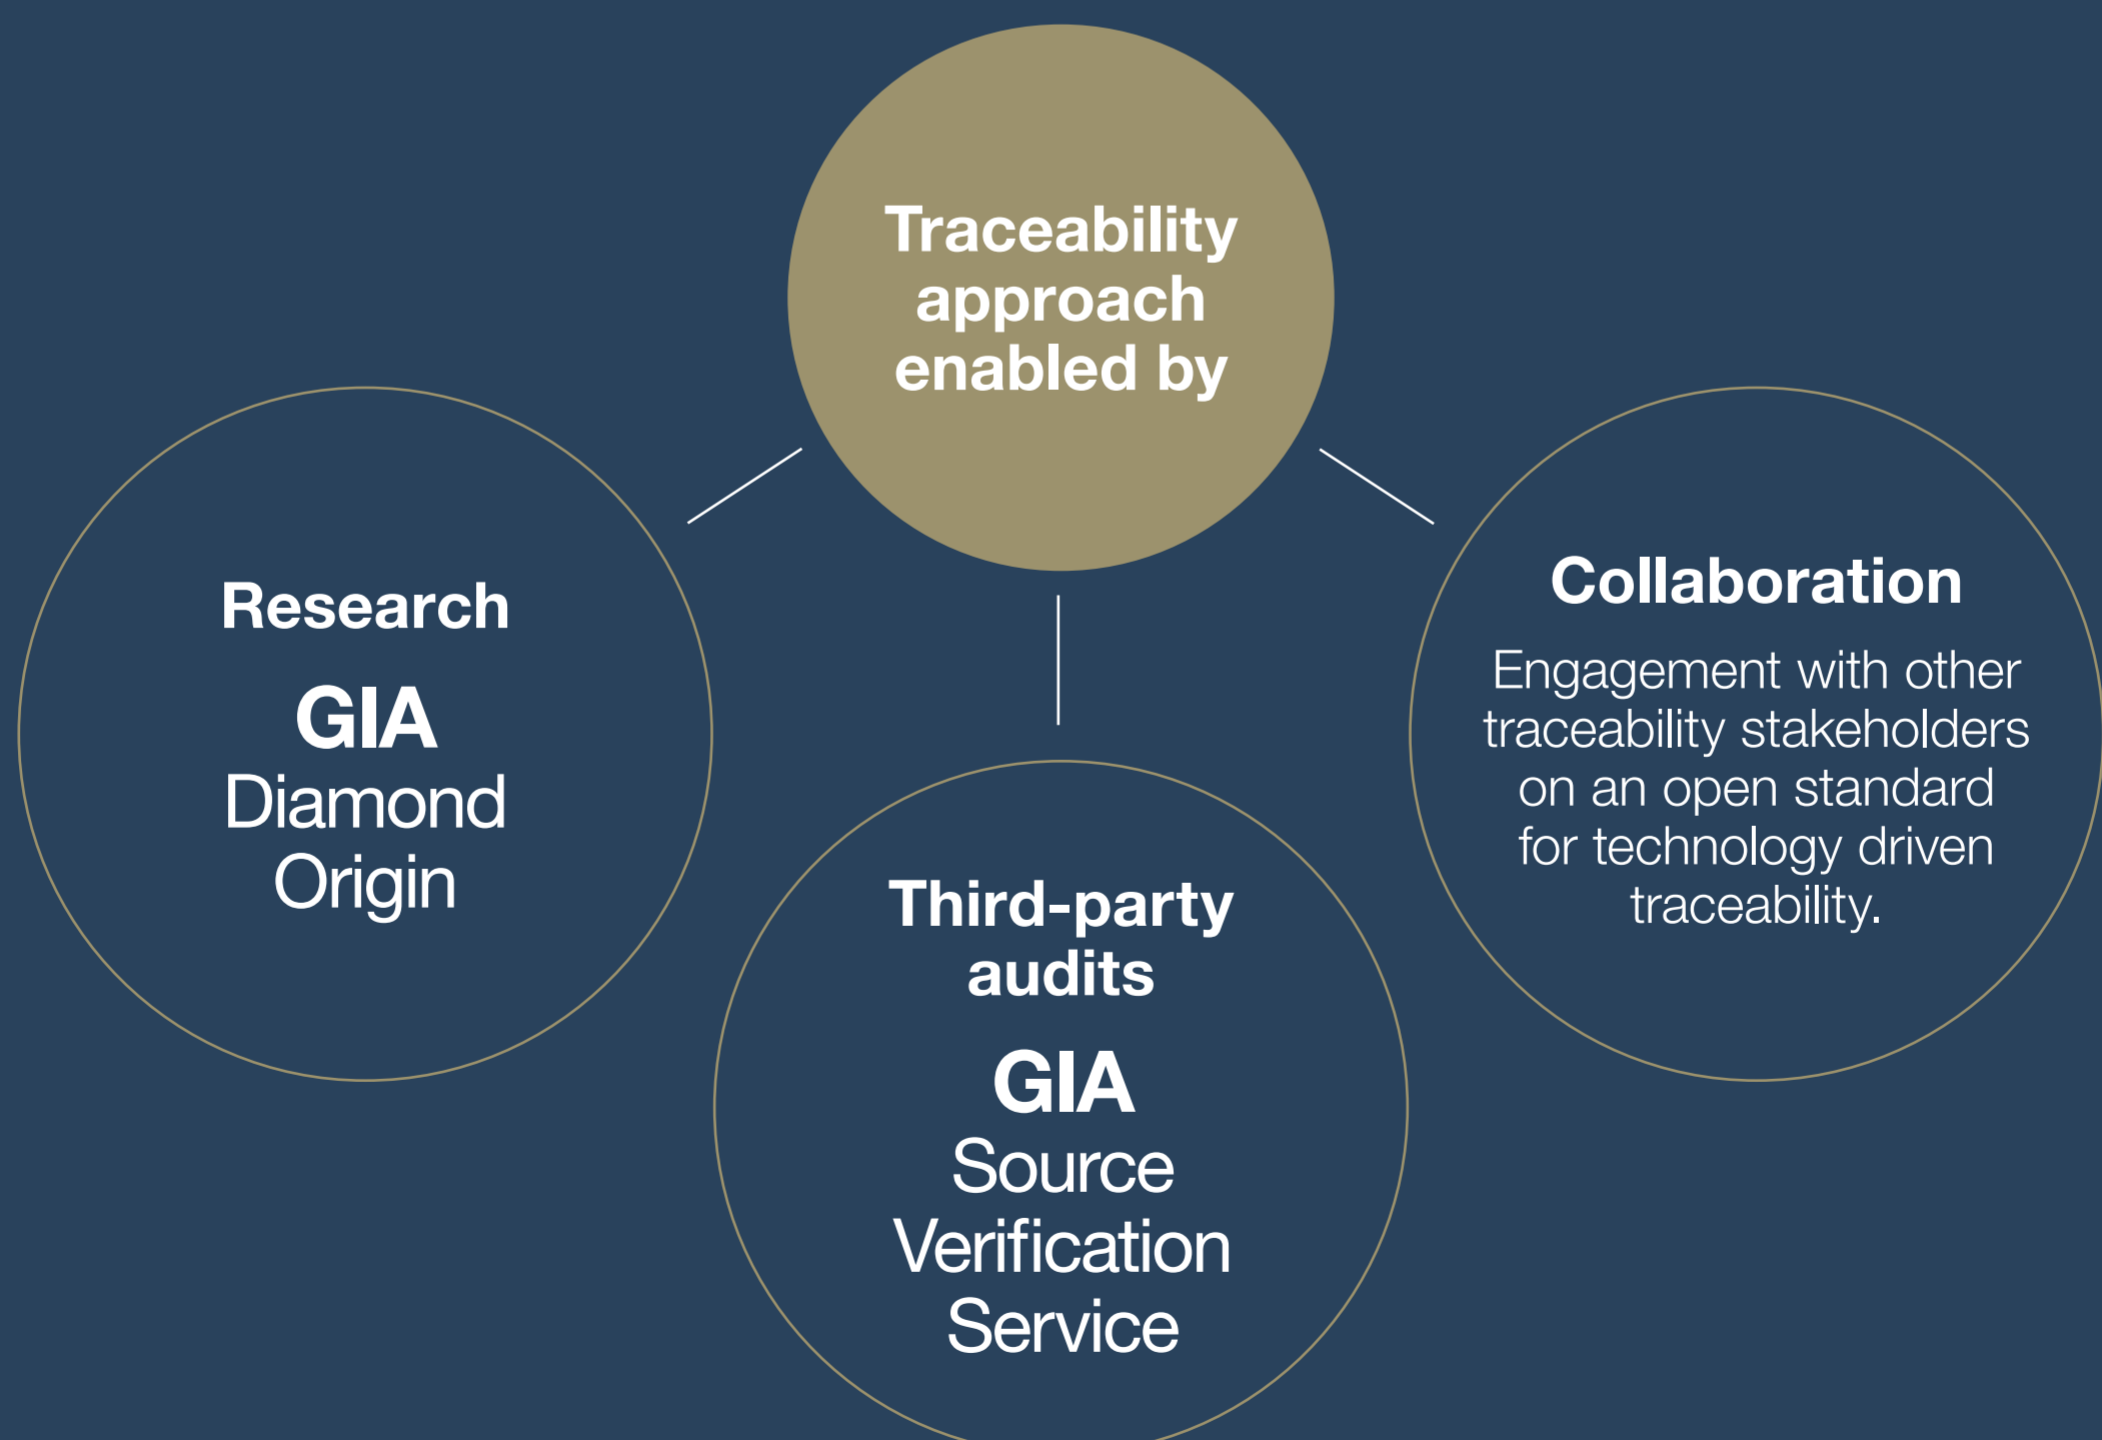 Traceability
approach
enabled by
Research
GIA
Diamond
Origin
Third-party
audits
GIA
Source
Verification
Service
Collaboration
Engagement with other
traceability stakeholders
on an open standard
for technology driven
traceability.